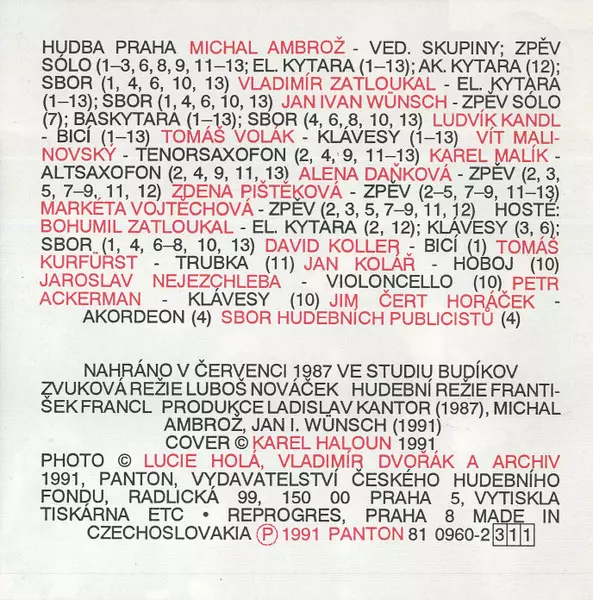 HUDBA PRAHA MICHAL AMBROŽ - VED. SKUPINY; ZPĚV
SÓLO (1–3, 6, 8, 9, 11–13; EL. KYTARA (1–13); AK. KYTARA (12);
SBOR (1, 4, 6, 10, 13) VLADIMÍR ZATLOUKAL - EL. KYTARA
(1–13); SBOR (1, 4, 6, 10, 13) JAN IVAN WÜNSCH - ZPĚV SÓLO
(7); BASKYTARA (1–13); SBOR (4, 6, 8, 10, 13) LUDVÍK KANDL
- BICÍ (1–13) TOMÁŠ VOLÁK - KLÁVESY (1–13) VÍT MALI-
NOVSKÝ - TENORSAXOFON (2, 4, 9, 11–13) KAREL MALÍK -
ALTSAXOFON (2, 4, 9, 11, 13) ALENA DAŇKOVÁ - ZPĚV (2, 3,
5, 7–9, 11, 12) ZDENA PIŠTĚKOVÁ - ZPĚV (2–5, 7–9, 11–13)
MARKÉTA VOJTĚCHOVÁ - ZPĚV (2, 3, 5, 7–9, 11, 12) HOSTÉ:
BOHUMIL ZATLOUKAL - EL. KYTARA (2, 12); KLÁVESY (3, 6);
SBOR (1, 4, 6–8, 10, 13) DAVID KOLLER - BICÍ (1) TOMÁŠ
KURFÜRST - TRUBKA (11) JAN KOLÁŘ - HOBOJ (10)
JAROSLAV NEJEZCHLEBA - VIOLONCELLO (10) PETR
ACKERMAN - KLÁVESY (10) JIM ČERT HORÁČEK -
AKORDEON (4) SBOR HUDEBNÍCH PUBLICISTŮ (4)
NAHRÁNO V ČERVENCI 1987 VE STUDIU BUDÍKOV
ZVUKOVÁ REŽIE LUBOŠ NOVÁČEK HUDEBNÍ REŽIE FRANTI-
ŠEK FRANCL PRODUKCE LADISLAV KANTOR (1987), MICHAL
AMBROŽ, JAN I. WÜNSCH (1991)
COVER © KAREL HALOUN 1991
PHOTO © LUCIE HOLÁ, VLADIMÍR DVOŘÁK A ARCHIV
1991, PANTON, VYDAVATELSTVÍ ČESKÉHO HUDEBNÍHO
FONDU, RADLICKÁ 99, 150 00 PRAHA 5, VYTISKLA
TISKÁRNA ETC • REPROGRES, PRAHA 8 MADE IN
CZECHOSLOVAKIA Ⓟ 1991 PANTON 81 0960-2 311